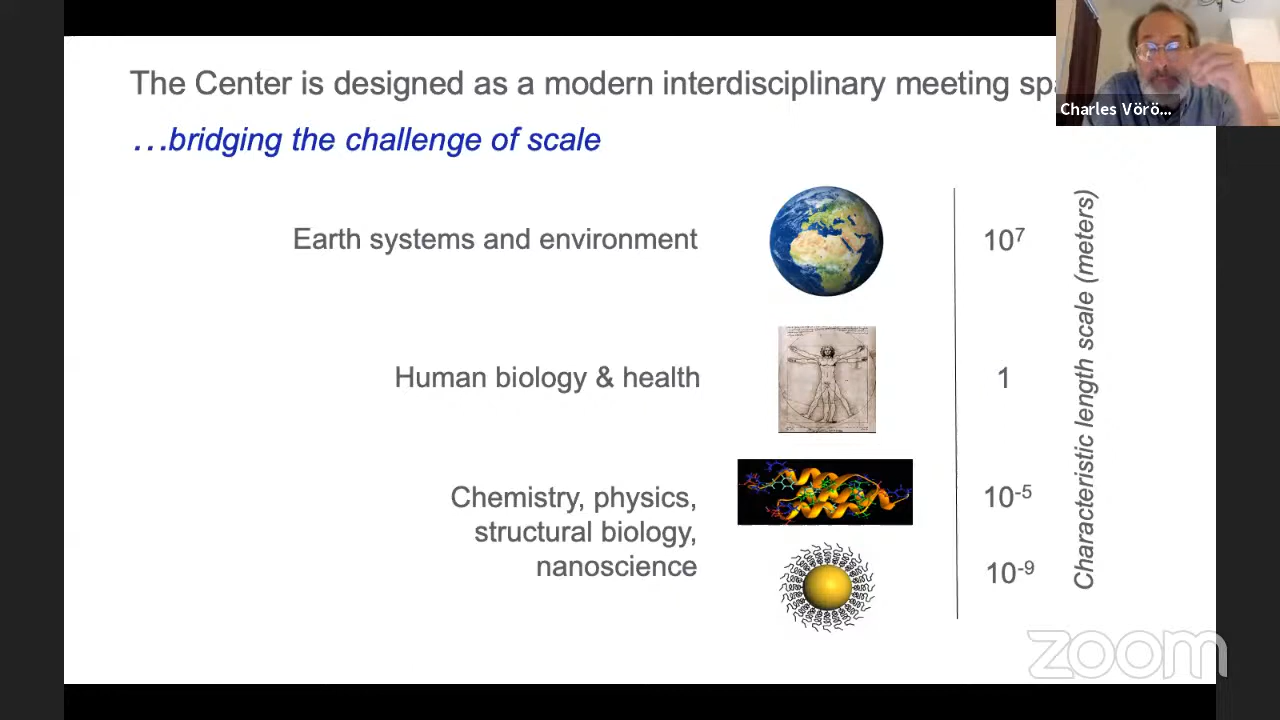 The Center is designed as a modern interdisciplinary meeting
Charles Vörö...
...bridging the challenge of scale
Earth systems and environment
10⁷
Human biology & health
1
Chemistry, physics,
structural biology,
nanoscience
10⁻⁵
10⁻⁹
Characteristic length scale (meters)
zoom